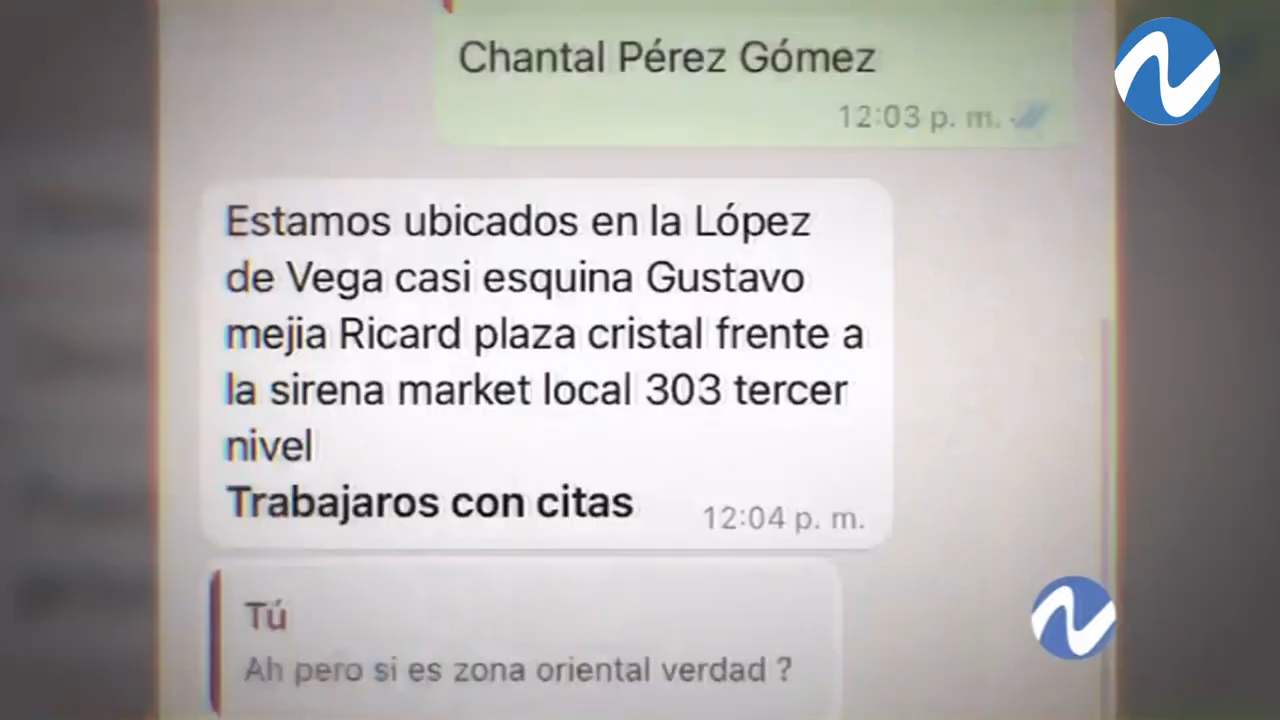 Chantal Pérez Gómez
12:03 p. m.
Estamos ubicados en la López
de Vega casi esquina Gustavo
mejia Ricard plaza cristal frente a
la sirena market local 303 tercer
nivel
Trabajaros con citas
12:04 p. m.
Tú
Ah pero si es zona oriental verdad ?